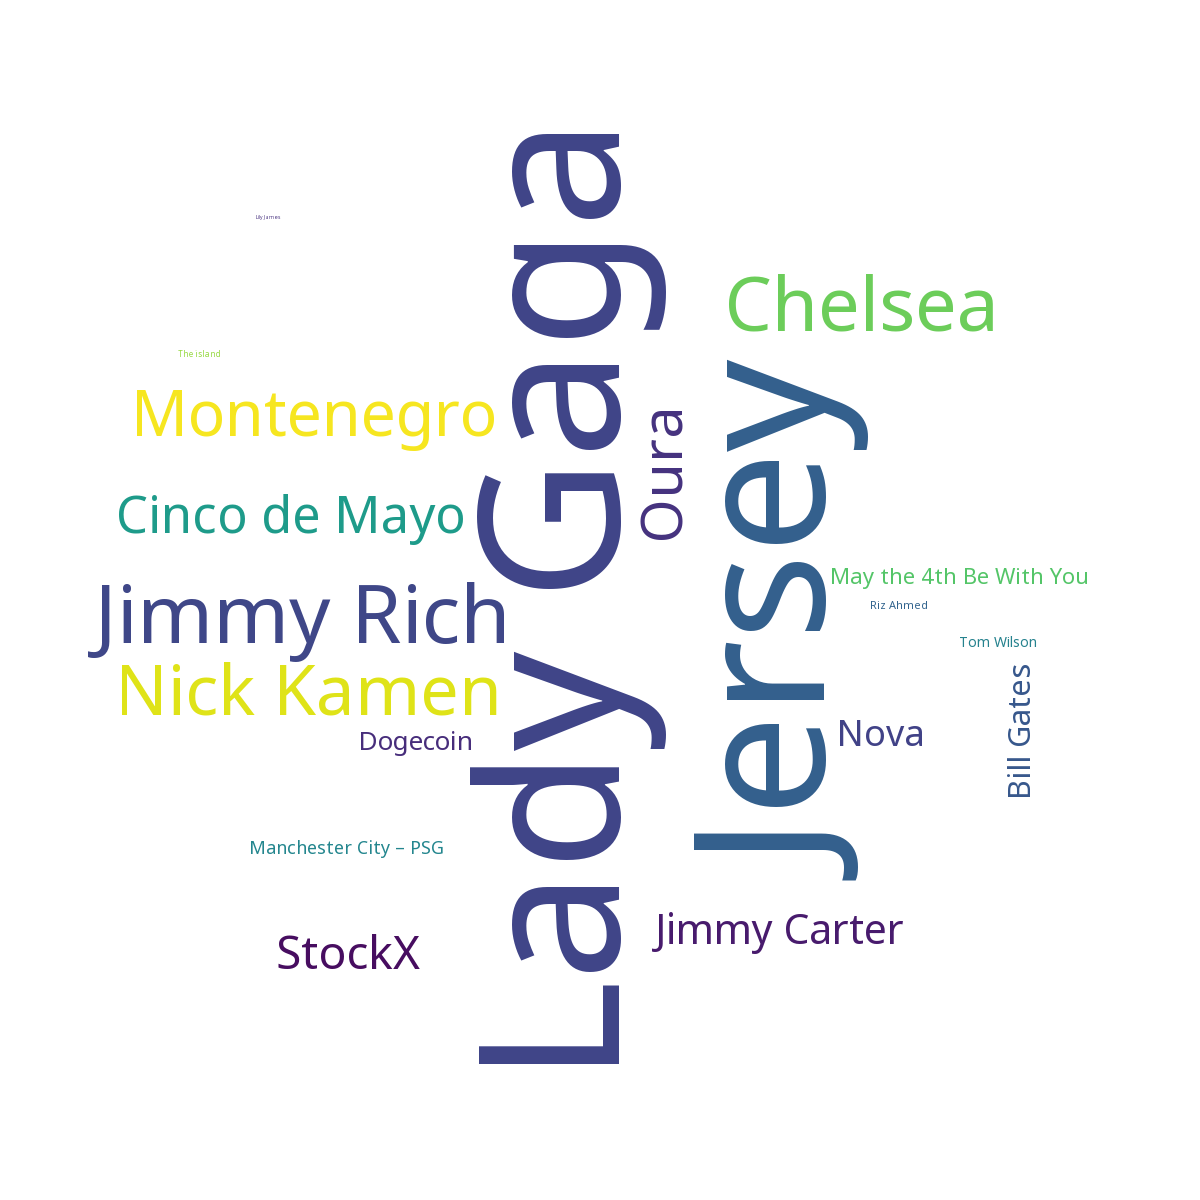 Lily James
Lady Gaga
Chelsea
The island
Jersey
Montenegro
Oura
Cinco de Mayo
May the 4th Be With You
Jimmy Rich
Riz Ahmed
Tom Wilson
Nick Kamen
Bill Gates
Nova
Dogecoin
Manchester City – PSG
Jimmy Carter
StockX